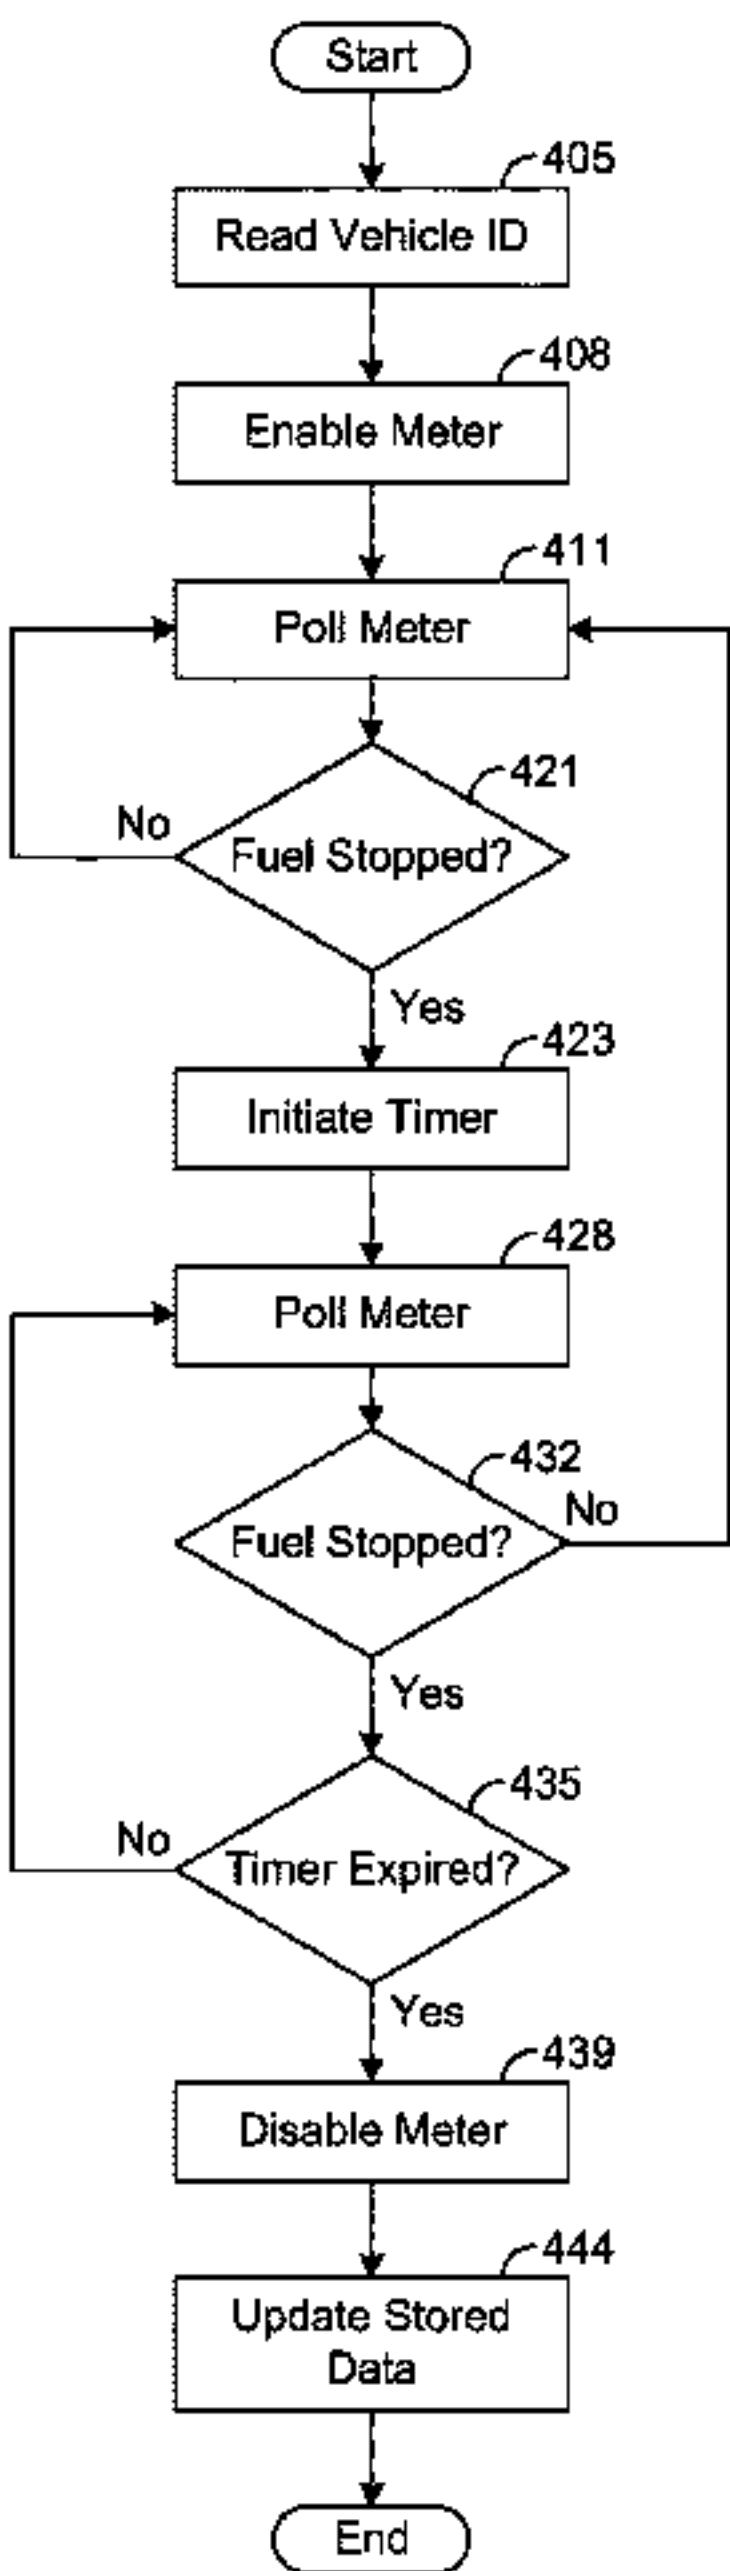 Start
405
Read Vehicle ID
408
Enable Meter
411
Poll Meter
421
No
Fuel Stopped?
Yes
423
Initiate Timer
428
Poll Meter
432
No
Fuel Stopped?
Yes
435
No
Timer Expired?
Yes
439
Disable Meter
444
Update Stored
Data
End